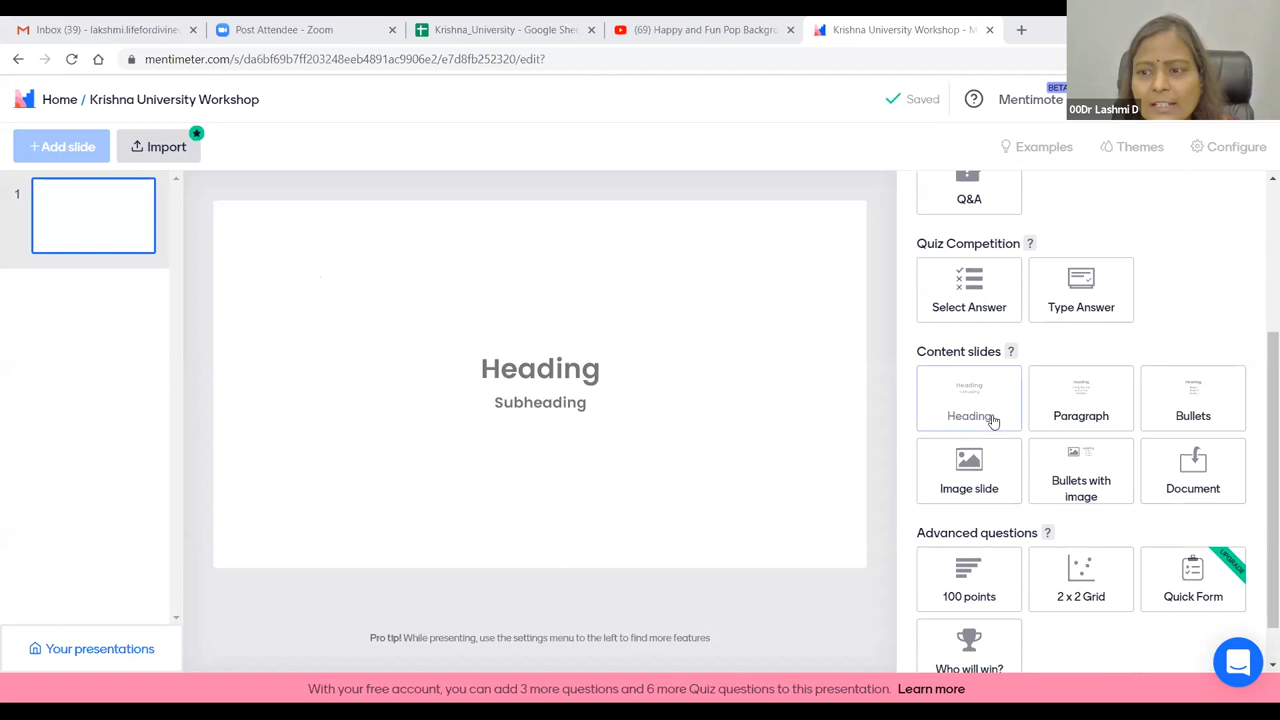 Inbox (39) - lakshmi.lifefordivine
Post Attendee - Zoom
Krishna_University - Google She
(69) Happy and Fun Pop Backgro
Krishna University Workshop - M
mentimeter.com/s/da6bf69b7ff203248eeb4891ac9906e2/e7d8fb252320/edit?
00Dr Lashmi D
Home / Krishna University Workshop
Saved
?
Mentimote
BETA
+ Add slide
Import
Examples
Themes
Configure
1
Heading
Subheading
Pro tip! While presenting, use the settings menu to the left to find more features
Your presentations
Q&A
Quiz Competition ?
Select Answer
Type Answer
Content slides ?
Heading
Paragraph
Bullets
Image slide
Bullets with
image
Document
Advanced questions ?
100 points
2 x 2 Grid
Quick Form
UPGRADE
Who will win?
With your free account, you can add 3 more questions and 6 more Quiz questions to this presentation. Learn more